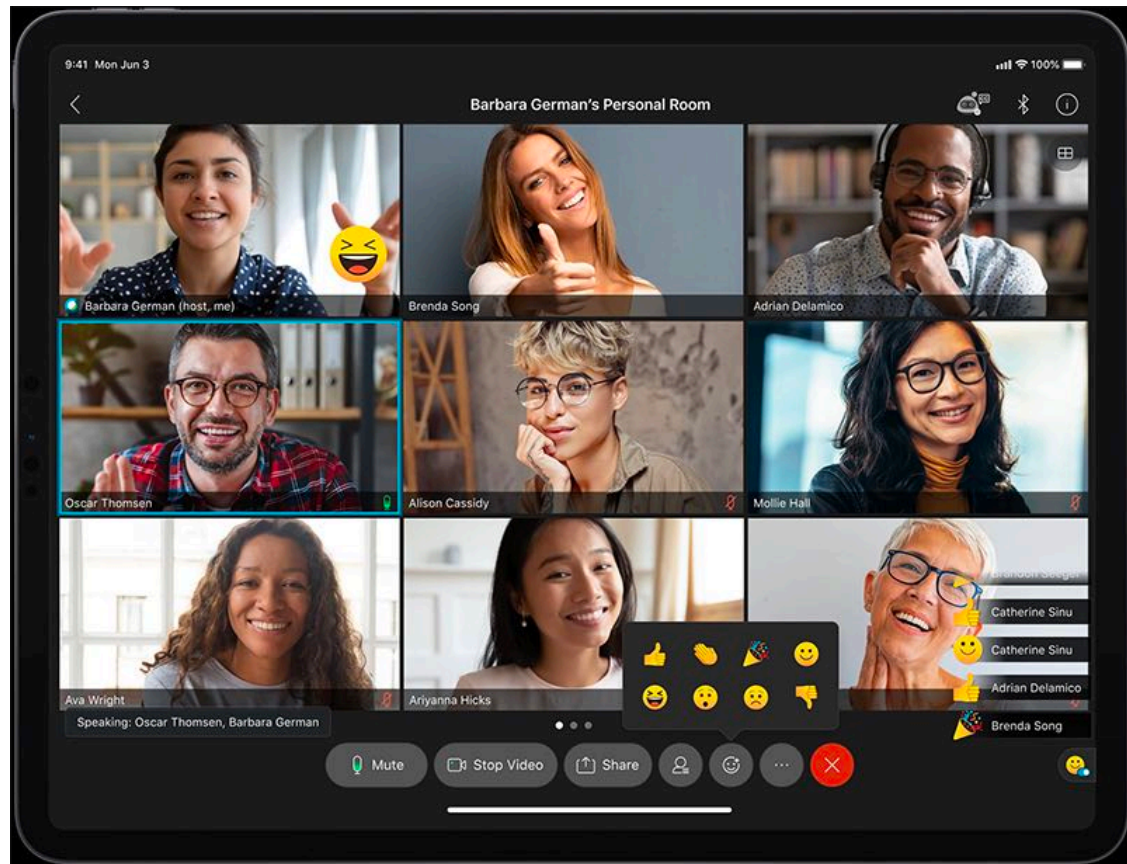 9:41 Mon Jun 3
100%
Barbara German's Personal Room
Barbara German (host, me)
Brenda Song
Adrian Delamico
Oscar Thomsen
Alison Cassidy
Mollie Hall
Ava Wright
Ariyanna Hicks
Brandon Seeger
Catherine Sinu
Catherine Sinu
Adrian Delamico
Brenda Song
Speaking: Oscar Thomsen, Barbara German
Mute
Stop Video
Share